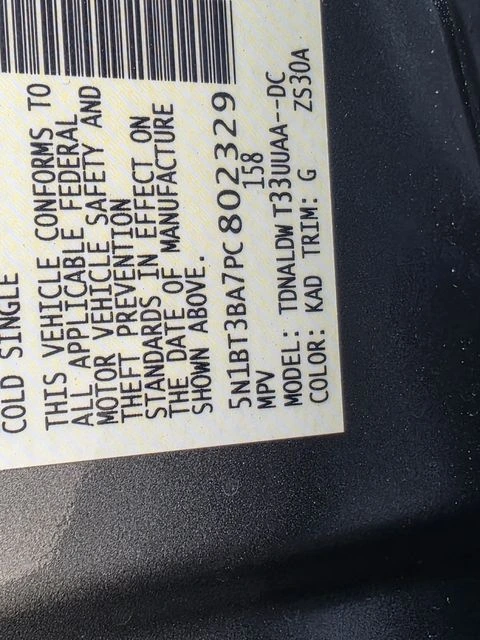 COLD SINGLE
THIS VEHICLE CONFORMS TO
ALL APPLICABLE FEDERAL
MOTOR VEHICLE SAFETY AND
THEFT PREVENTION
STANDARDS IN EFFECT ON
THE DATE OF MANUFACTURE
SHOWN ABOVE.
5N1BT3BA7PC802329
MPV 158
MODEL: TDNALDW T33UUAA--DC
COLOR: KAD TRIM: G ZS30A